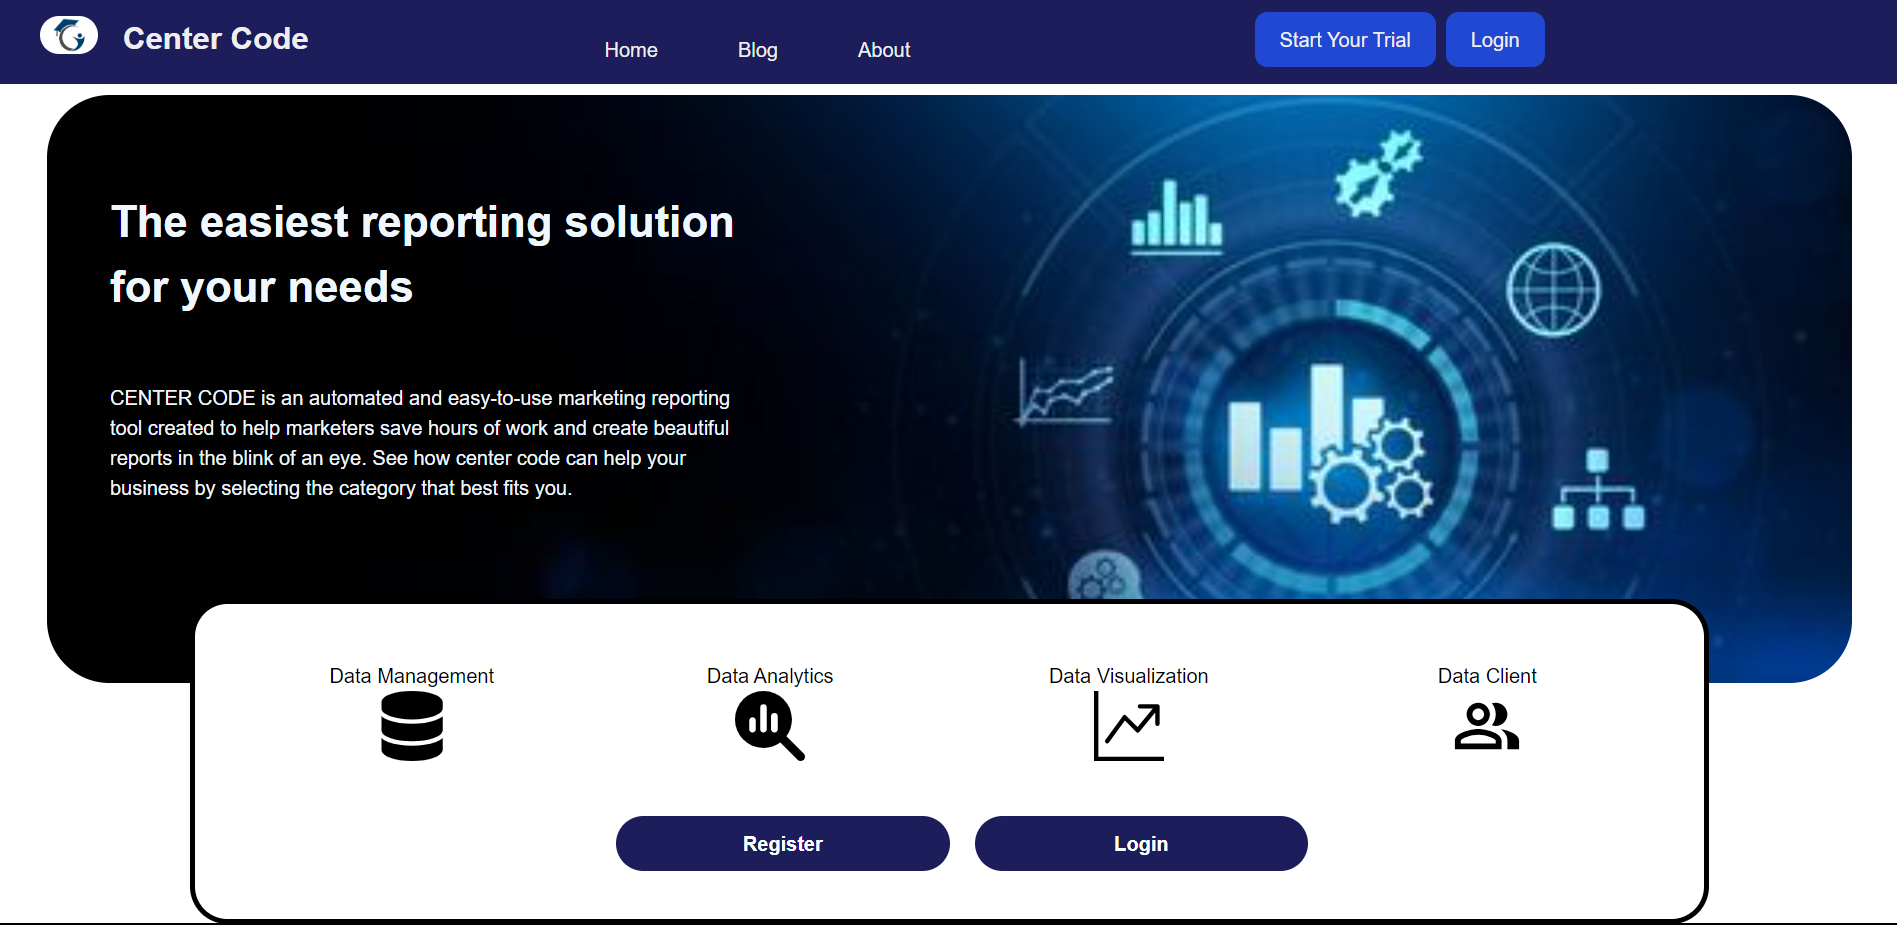 Center Code
Home
Blog
About
Start Your Trial
Login
The easiest reporting solution
for your needs
CENTER CODE is an automated and easy-to-use marketing reporting
tool created to help marketers save hours of work and create beautiful
reports in the blink of an eye. See how center code can help your
business by selecting the category that best fits you.
Data Management
Data Analytics
Data Visualization
Data Client
Register
Login